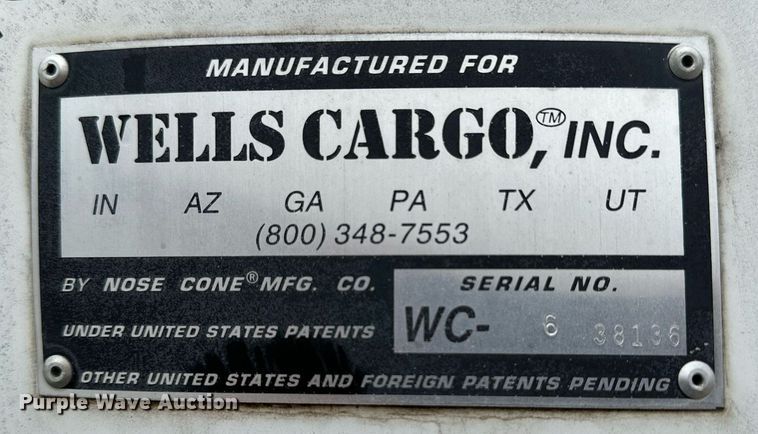 MANUFACTURED FOR
WELLS CARGO,™ INC.
IN AZ GA PA TX UT
(800) 348-7553
BY NOSE CONE® MFG. CO.
SERIAL NO.
UNDER UNITED STATES PATENTS
WC- 6 38136
OTHER UNITED STATES AND FOREIGN PATENTS PENDING
Purple Wave Auction